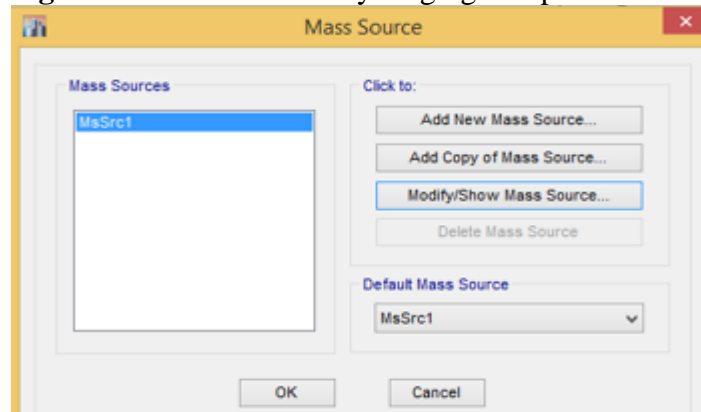 Mass Source
Mass Sources
MsSrc1
Click to:
Add New Mass Source...
Add Copy of Mass Source...
Modify/Show Mass Source...
Delete Mass Source
Default Mass Source
MsSrc1
OK
Cancel